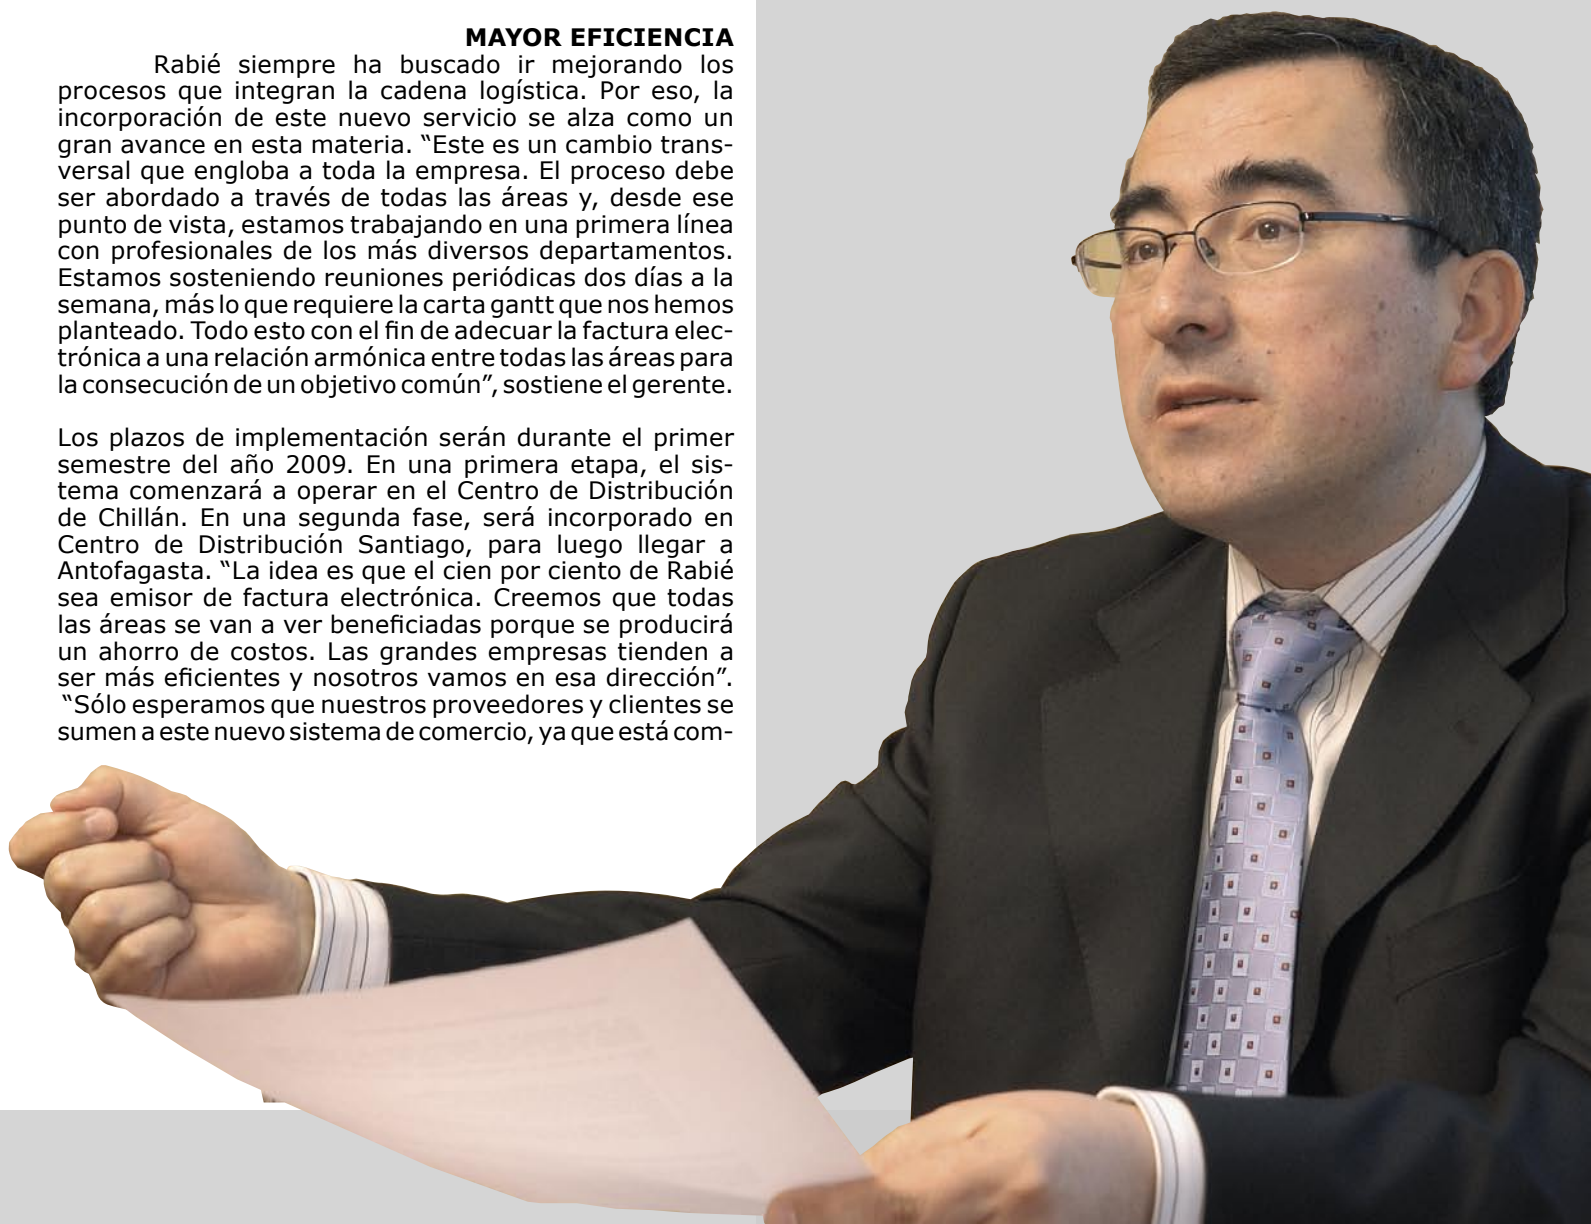 MAYOR EFICIENCIA
Rabié siempre ha buscado ir mejorando los
procesos que integran la cadena logística. Por eso, la
incorporación de este nuevo servicio se alza como un
gran avance en esta materia. “Este es un cambio trans-
versal que engloba a toda la empresa. El proceso debe
ser abordado a través de todas las áreas y, desde ese
punto de vista, estamos trabajando en una primera línea
con profesionales de los más diversos departamentos.
Estamos sosteniendo reuniones periódicas dos días a la
semana, más lo que requiere la carta gantt que nos hemos
planteado. Todo esto con el fin de adecuar la factura elec-
trónica a una relación armónica entre todas las áreas para
la consecución de un objetivo común”, sostiene el gerente.
Los plazos de implementación serán durante el primer
semestre del año 2009. En una primera etapa, el sis-
tema comenzará a operar en el Centro de Distribución
de Chillán. En una segunda fase, será incorporado en
Centro de Distribución Santiago, para luego llegar a
Antofagasta. “La idea es que el cien por ciento de Rabié
sea emisor de factura electrónica. Creemos que todas
las áreas se van a ver beneficiadas porque se producirá
un ahorro de costos. Las grandes empresas tienden a
ser más eficientes y nosotros vamos en esa dirección”.
“Sólo esperamos que nuestros proveedores y clientes se
sumen a este nuevo sistema de comercio, ya que está com-